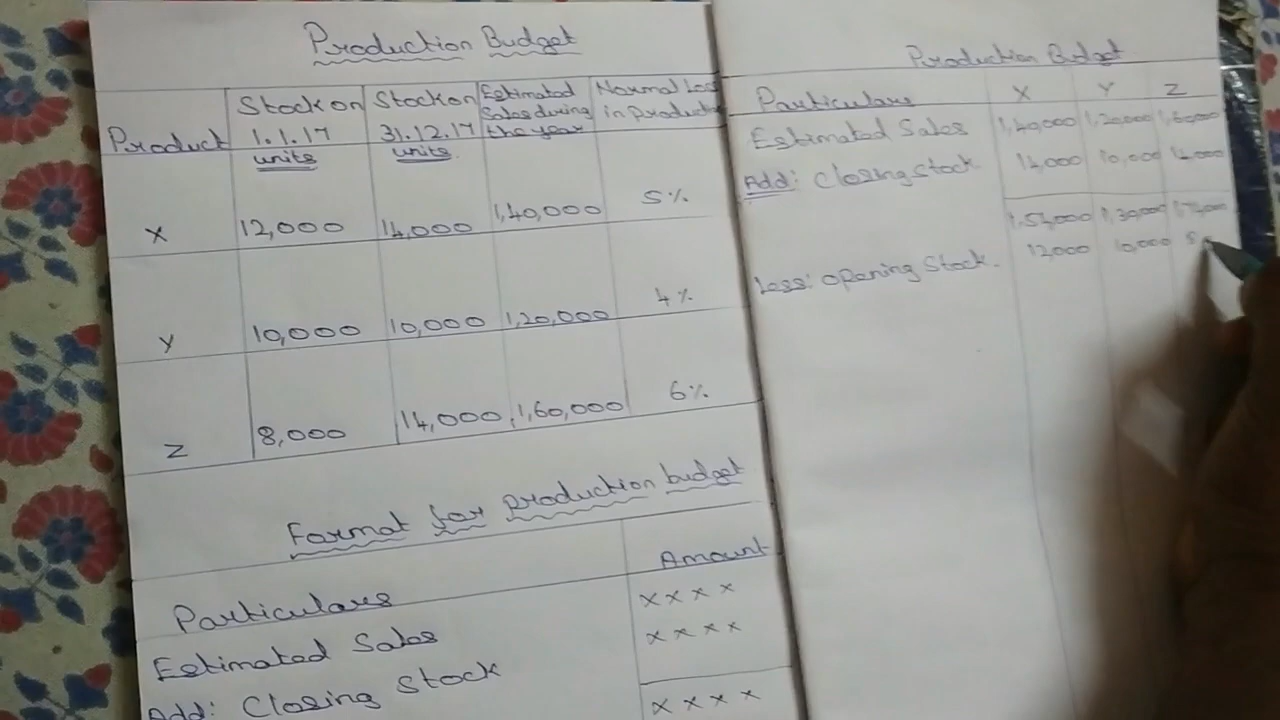 Production Budget
Product
Stock on
1.1.17
units
Stock on
31.12.17
units
Estimated
Sales during
the year
Normal Loss
in Product
X 12,000 14,000 1,40,000 5%
Y 10,000 10,000 1,20,000 4%
Z 8,000 14,000 1,60,000 6%
Format for Production budget
Particulars Amount
Estimated Sales xxxx
Add: Closing Stock xxxx
xxxx
Production Budget
Particulars X Y Z
Estimated Sales 1,40,000 1,20,000 1,60,000
Add: Closing stock 14,000 10,000 14,000
1,54,000 1,30,000 1,74,000
Less: Opening Stock. 12,000 10,000